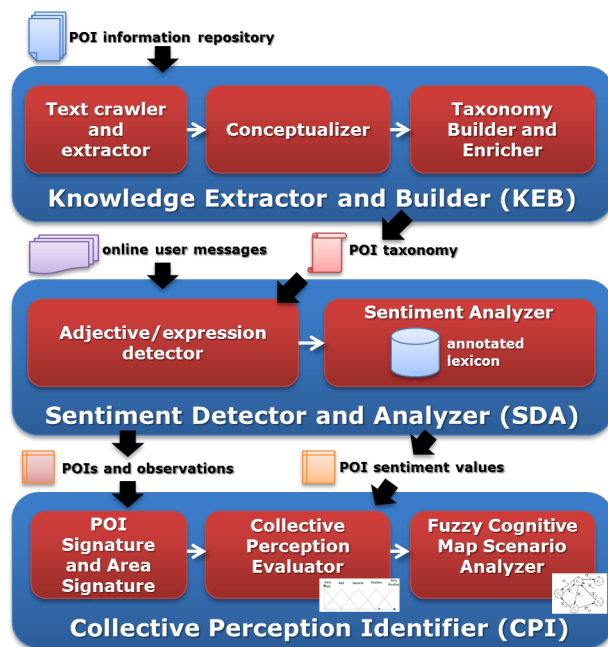 POI information repository
Text crawler
and
extractor
Conceptualizer
Taxonomy
Builder and
Enricher
Knowledge Extractor and Builder (KEB)
online user messages
POI taxonomy
Adjective/expression
detector
Sentiment Analyzer
annotated
lexicon
Sentiment Detector and Analyzer (SDA)
POIs and observations
POI sentiment values
POI
Signature
and Area
Signature
Collective
Perception
Evaluator
Bad
Neutral
Positive
Fuzzy Cognitive
Map Scenario
Analyzer
Collective Perception Identifier (CPI)